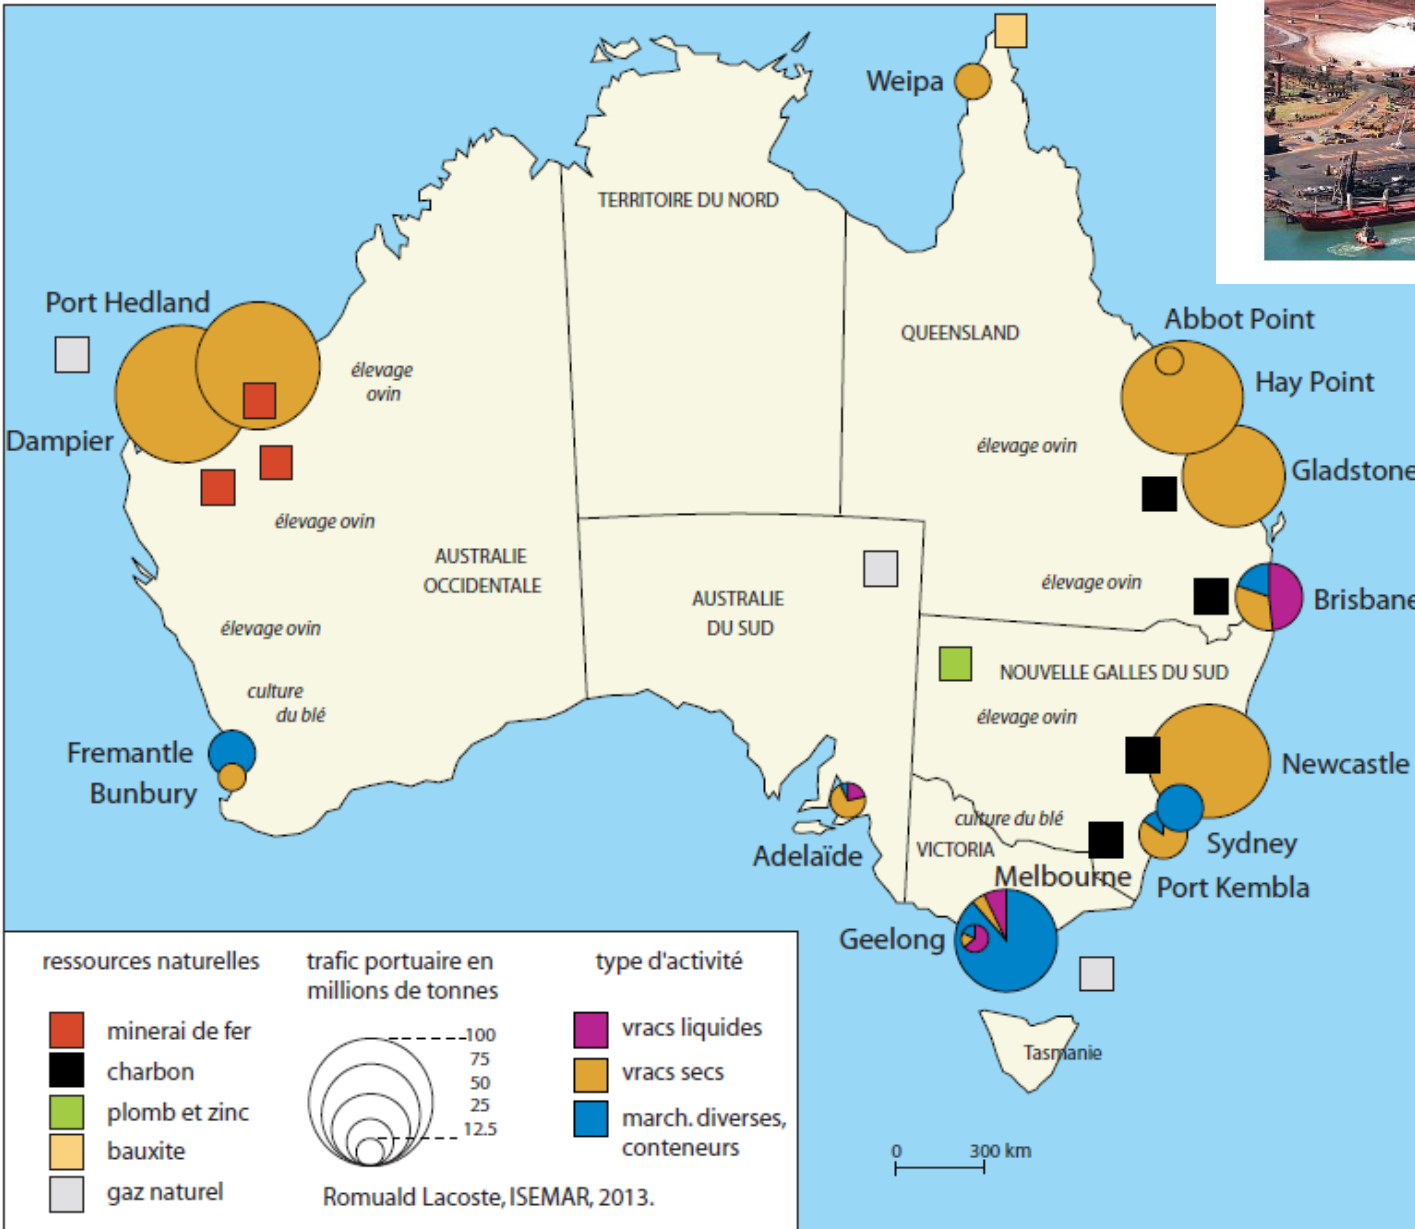 Weipa
TERRITOIRE DU NORD
Port Hedland
Abbot Point
QUEENSLAND
élevage
ovin
Hay Point
Dampier
élevage ovin
Gladstone
élevage ovin
AUSTRALIE
OCCIDENTALE
élevage ovin
AUSTRALIE
DU SUD
Brisbane
élevage ovin
NOUVELLE GALLES DU SUD
culture
du blé
élevage ovin
Fremantle
Bunbury
Newcastle
culture du blé
Sydney
Adelaïde
VICTORIA
Melbourne
Port Kembla
Geelong
Tasmanie
0 300 km
ressources naturelles
minerai de fer
charbon
plomb et zinc
bauxite
gaz naturel
trafic portuaire en
millions de tonnes
100
75
50
25
12.5
type d'activité
vracs liquides
vracs secs
march. diverses,
conteneurs
Romuald Lacoste, ISEMAR, 2013.